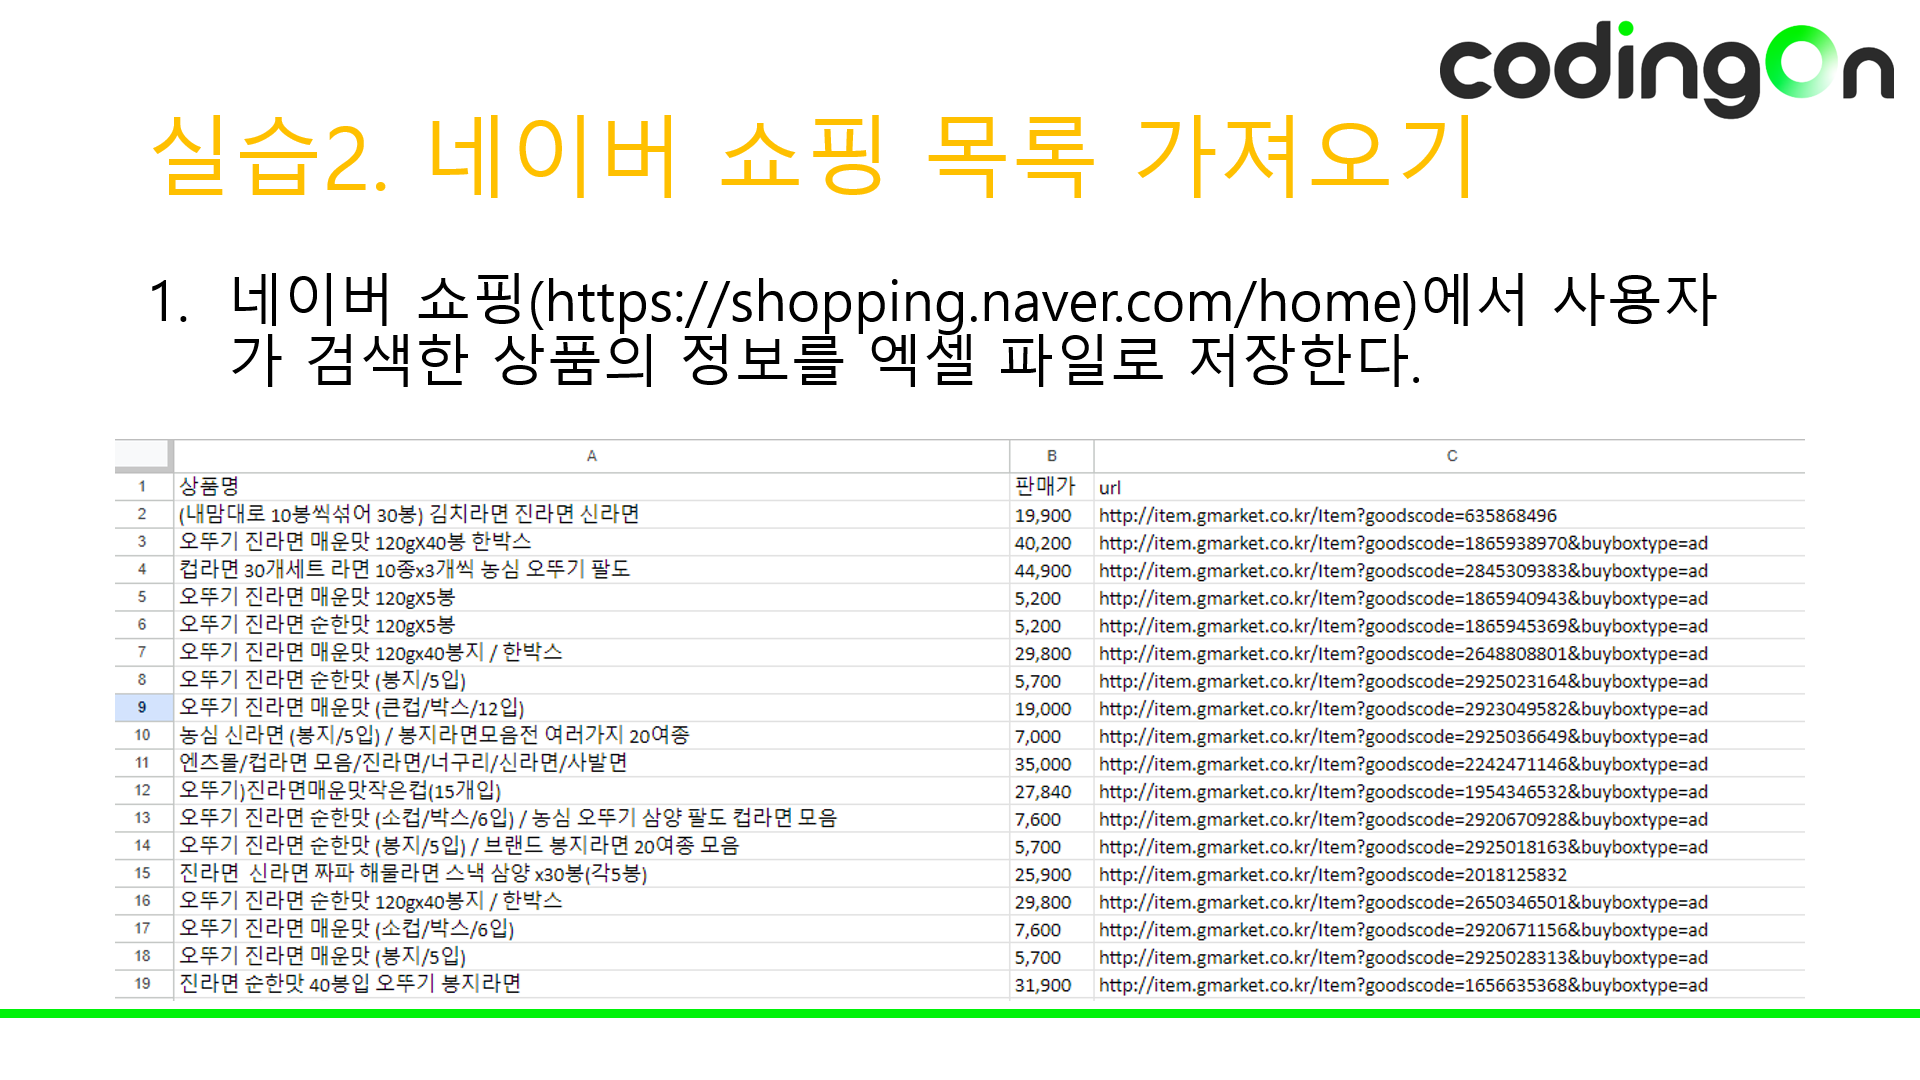 codingOn
실습2. 네이버 쇼핑 목록 가져오기
1. 네이버 쇼핑(https://shopping.naver.com/home)에서 사용자
가 검색한 상품의 정보를 엑셀 파일로 저장한다.
A B C
1 상품명 판매가 url
2 (내맘대로 10봉씩섞어 30봉) 김치라면 진라면 신라면 19,900 http://item.gmarket.co.kr/Item?goodscode=635868496
3 오뚜기 진라면 매운맛 120gX40봉 한박스 40,200 http://item.gmarket.co.kr/Item?goodscode=1865938970&buyboxtype=ad
4 컵라면 30개세트 라면 10종x3개씩 농심 오뚜기 팔도 44,900 http://item.gmarket.co.kr/Item?goodscode=2845309383&buyboxtype=ad
5 오뚜기 진라면 매운맛 120gX5봉 5,200 http://item.gmarket.co.kr/Item?goodscode=1865940943&buyboxtype=ad
6 오뚜기 진라면 순한맛 120gX5봉 5,200 http://item.gmarket.co.kr/Item?goodscode=1865945369&buyboxtype=ad
7 오뚜기 진라면 매운맛 120gx40봉지 / 한박스 29,800 http://item.gmarket.co.kr/Item?goodscode=2648808801&buyboxtype=ad
8 오뚜기 진라면 순한맛 (봉지/5입) 5,700 http://item.gmarket.co.kr/Item?goodscode=2925023164&buyboxtype=ad
9 오뚜기 진라면 매운맛 (큰컵/박스/12입) 19,000 http://item.gmarket.co.kr/Item?goodscode=2923049582&buyboxtype=ad
10 농심 신라면 (봉지/5입) / 봉지라면모음전 여러가지 20여종 7,000 http://item.gmarket.co.kr/Item?goodscode=2925036649&buyboxtype=ad
11 엔츠몰/컵라면 모음/진라면/너구리/신라면/사발면 35,000 http://item.gmarket.co.kr/Item?goodscode=2242471146&buyboxtype=ad
12 오뚜기)진라면매운맛작은컵(15개입) 27,840 http://item.gmarket.co.kr/Item?goodscode=1954346532&buyboxtype=ad
13 오뚜기 진라면 순한맛 (소컵/박스/6입) / 농심 오뚜기 삼양 팔도 컵라면 모음 7,600 http://item.gmarket.co.kr/Item?goodscode=2920670928&buyboxtype=ad
14 오뚜기 진라면 순한맛 (봉지/5입) / 브랜드 봉지라면 20여종 모음 5,700 http://item.gmarket.co.kr/Item?goodscode=2925018163&buyboxtype=ad
15 진라면 신라면 짜파 해물라면 스낵 삼양 x30봉(각5봉) 25,900 http://item.gmarket.co.kr/Item?goodscode=2018125832
16 오뚜기 진라면 순한맛 120gx40봉지 / 한박스 29,800 http://item.gmarket.co.kr/Item?goodscode=2650346501&buyboxtype=ad
17 오뚜기 진라면 매운맛 (소컵/박스/6입) 7,600 http://item.gmarket.co.kr/Item?goodscode=2920671156&buyboxtype=ad
18 오뚜기 진라면 매운맛 (봉지/5입) 5,700 http://item.gmarket.co.kr/Item?goodscode=2925028313&buyboxtype=ad
19 진라면 순한맛 40봉입 오뚜기 봉지라면 31,900 http://item.gmarket.co.kr/Item?goodscode=1656635368&buyboxtype=ad